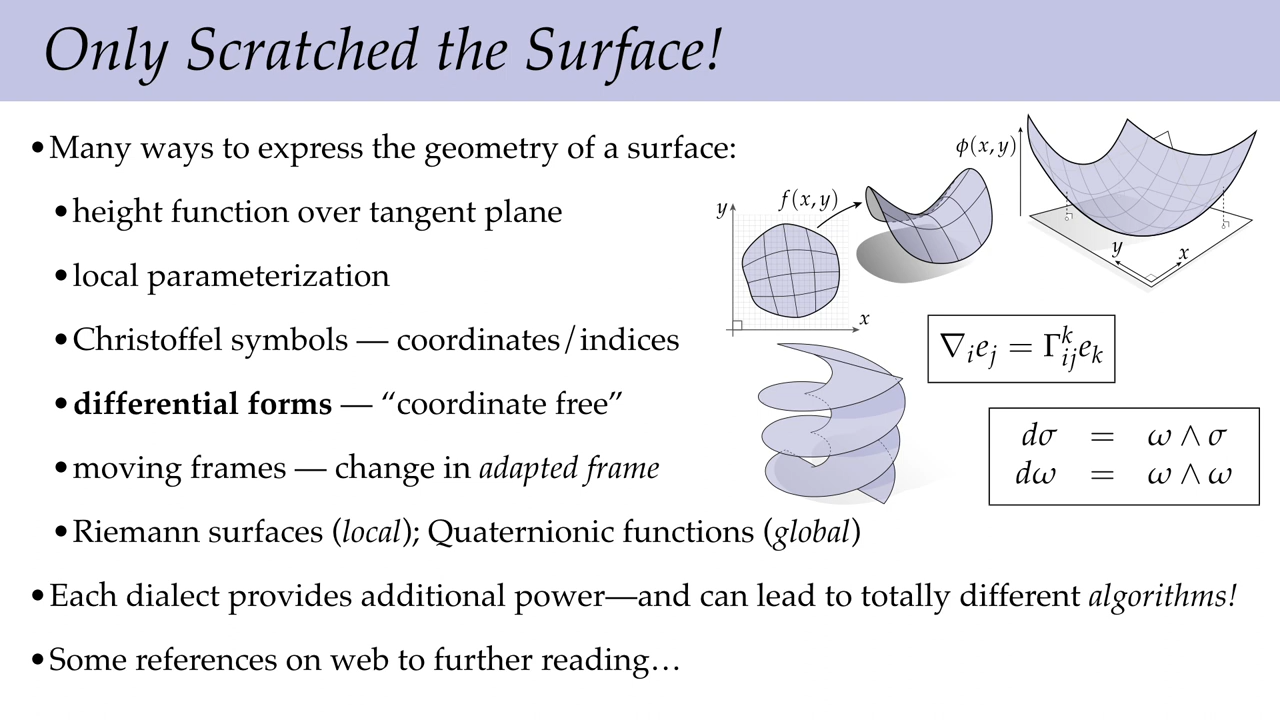 Only Scratched the Surface!
•Many ways to express the geometry of a surface:
•height function over tangent plane
•local parameterization
•Christoffel symbols — coordinates/indices
•differential forms — “coordinate free”
•moving frames — change in adapted frame
•Riemann surfaces (local); Quaternionic functions (global)
•Each dialect provides additional power—and can lead to totally different algorithms!
•Some references on web to further reading…
y
f(x,y)
x
ϕ(x,y)
y
x
∇ᵢeⱼ = Γᵏᵢⱼeₖ
dσ = ω ∧ σ
dω = ω ∧ ω